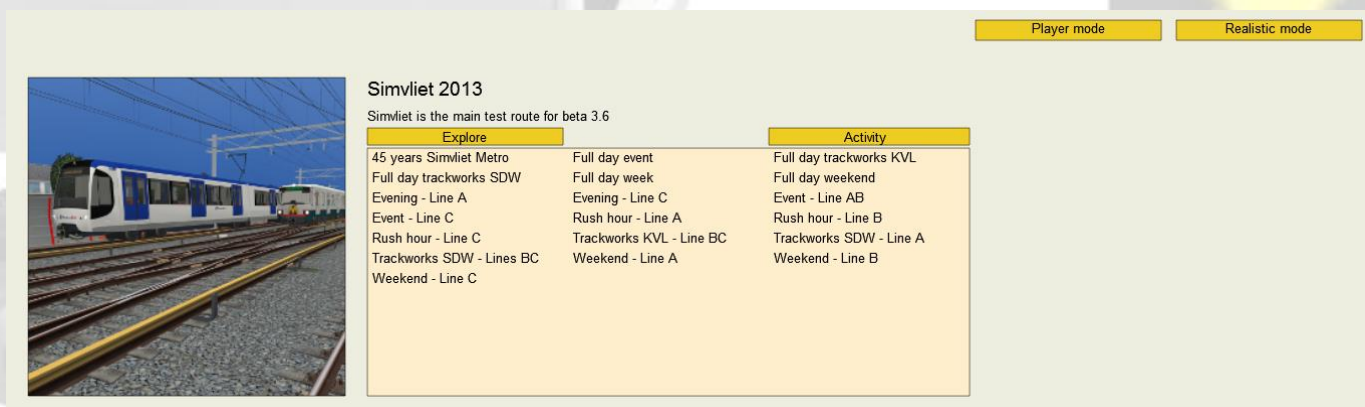 Player mode Realistic mode
Simvliet 2013
Simvliet is the main test route for beta 3.6
Explore Activity
45 years Simvliet Metro Full day event Full day trackworks KVL
Full day trackworks SDW Full day week Full day weekend
Evening - Line A Evening - Line C Event - Line AB
Event - Line C Rush hour - Line A Rush hour - Line B
Rush hour - Line C Trackworks KVL - Line BC Trackworks SDW - Line A
Trackworks SDW - Lines BC Weekend - Line A Weekend - Line B
Weekend - Line C